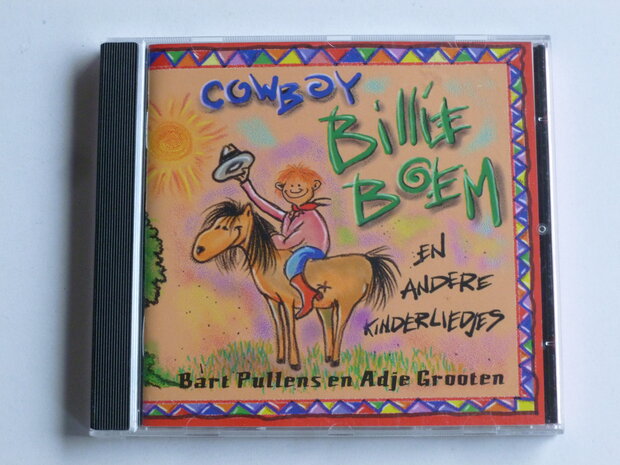 COWBOY
BilliE
BOEM
EN
ANDERE
KiNDERLiEDJES
Bart Pullens en Adje Grooten